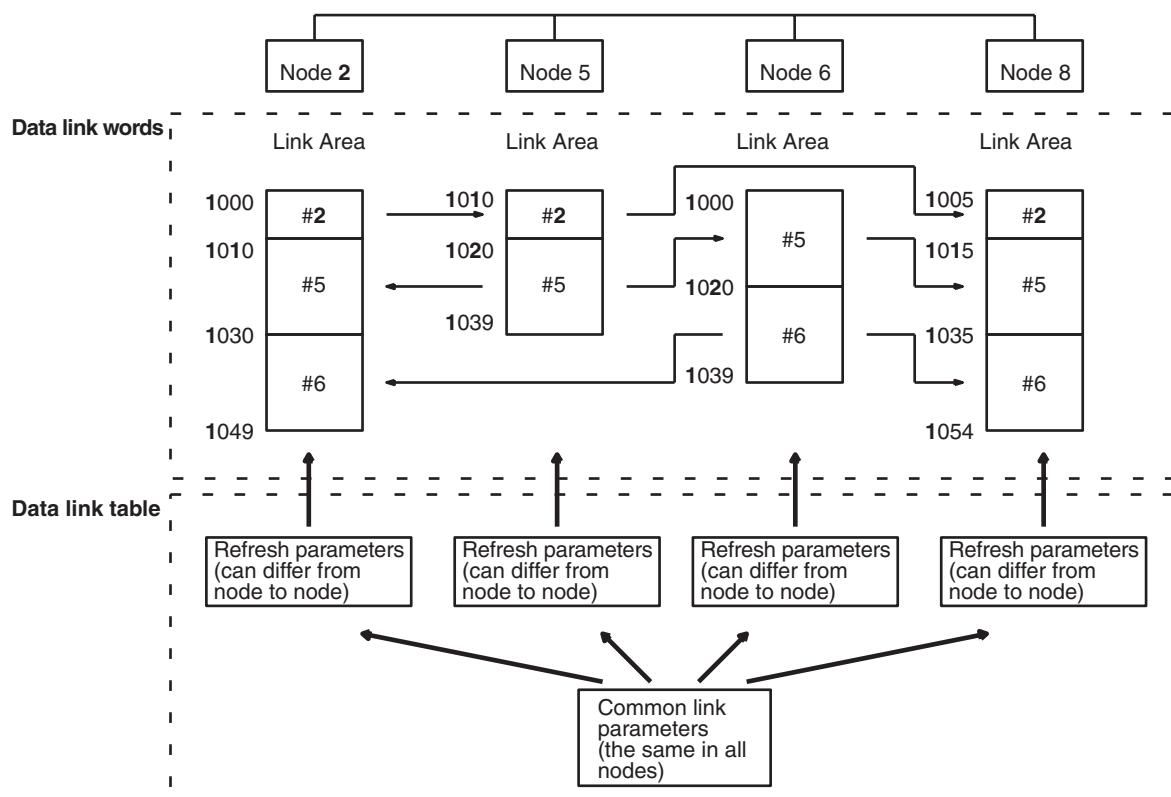 Node 2
Node 5
Node 6
Node 8
Data link words
Link Area
Link Area
Link Area
Link Area
1000
#2
1010
#5
1030
#6
1049
1010
#2
1020
#5
1039
1000
#5
1020
#6
1039
1005
#2
1015
#5
1035
#6
1054
Data link table
Refresh parameters
(can differ from
node to node)
Refresh parameters
(can differ from
node to node)
Refresh parameters
(can differ from
node to node)
Refresh parameters
(can differ from
node to node)
Common link
parameters
(the same in all
nodes)